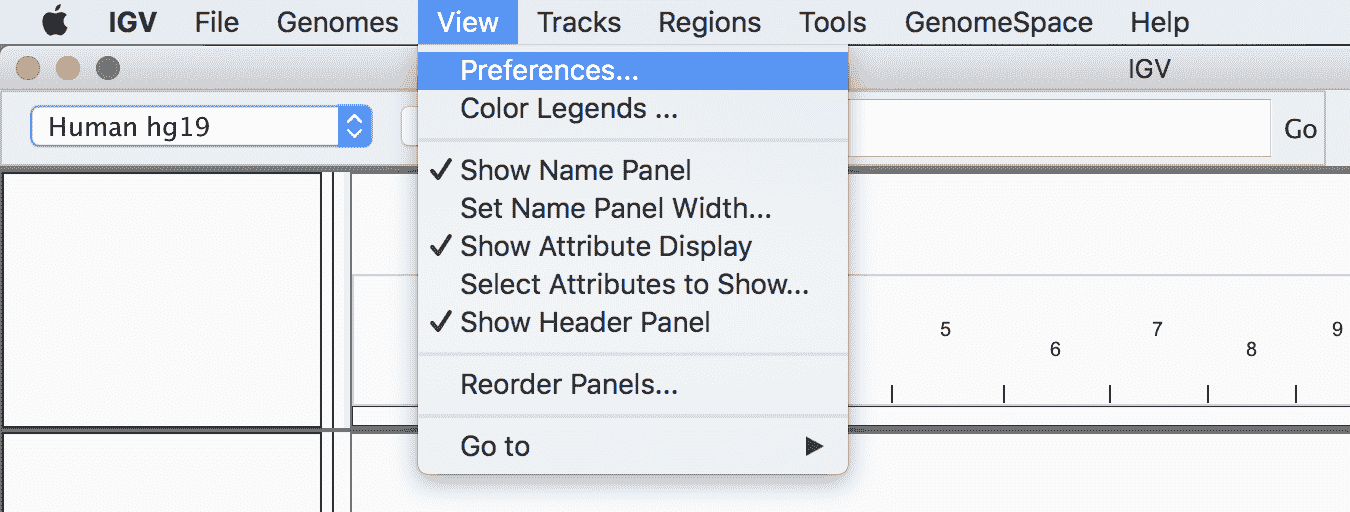 IGV File Genomes View Tracks Regions Tools GenomeSpace Help
IGV
Human hg19
Go
Preferences...
Color Legends ...
✓ Show Name Panel
Set Name Panel Width...
✓ Show Attribute Display
Select Attributes to Show...
✓ Show Header Panel
Reorder Panels...
Go to
5 7 9
6 8